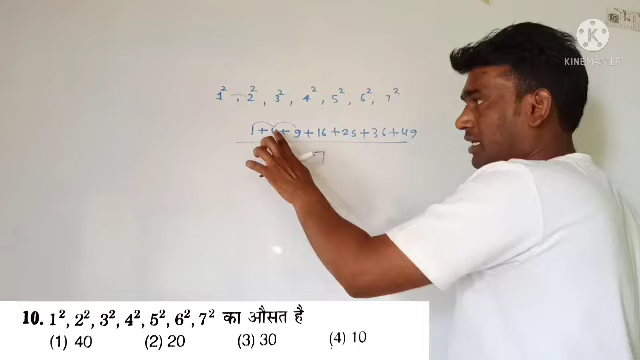 KINEMASTER
1², 2², 3², 4², 5², 6², 7²
1+4+9+16+25+36+49
7
10. 1², 2², 3², 4², 5², 6², 7² का औसत है
(1) 40 (2) 20 (3) 30 (4) 10